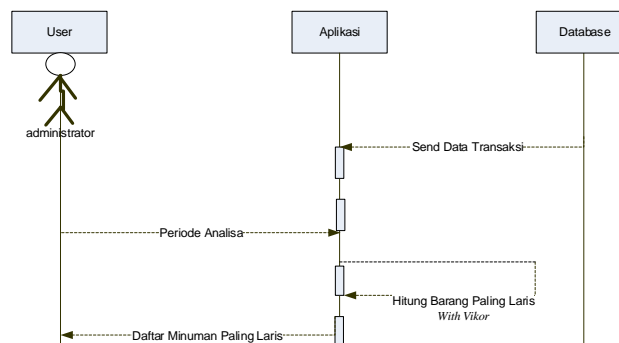 User
Aplikasi
Database
administrator
Send Data Transaksi
Periode Analisa
Hitung Barang Paling Laris
With Vikor
Daftar Minuman Paling Laris